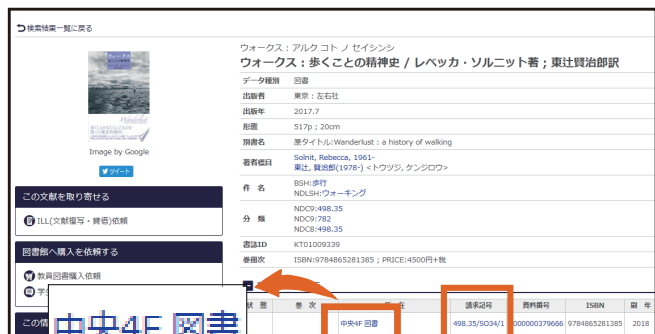 検索結果一覧に戻る
Image by Google
ツイート
この文献を取り寄せる
ILL(文献複写・貸借)依頼
図書館へ購入を依頼する
教員図書購入依頼
学
この情
ウォークス : アルク コト ノ セイシンシ
ウォークス : 歩くことの精神史 / レベッカ・ソルニット著 ; 東辻賢治郎訳
データ種別 図書
出版者 東京 : 左右社
出版年 2017.7
形態 517p ; 20cm
別書名 原タイトル:Wanderlust : a history of walking
著者標目 Solnit, Rebecca, 1961-
東辻, 賢治郎(1978-) <トウツジ, ケンジロウ>
件 名 BSH:歩行
NDLSH:ウォーキング
分 類 NDC9:498.35
NDC9:782
NDC8:498.35
書誌ID KT01009339
巻冊次 ISBN:9784865281385 ; PRICE:4500円+税
状 態 巻 次 在 請求記号 資料番号 ISBN 刷 年
中央4F 図書 498.35/SO34/1 000000379666 9784865281385 2018
中央4F 図書